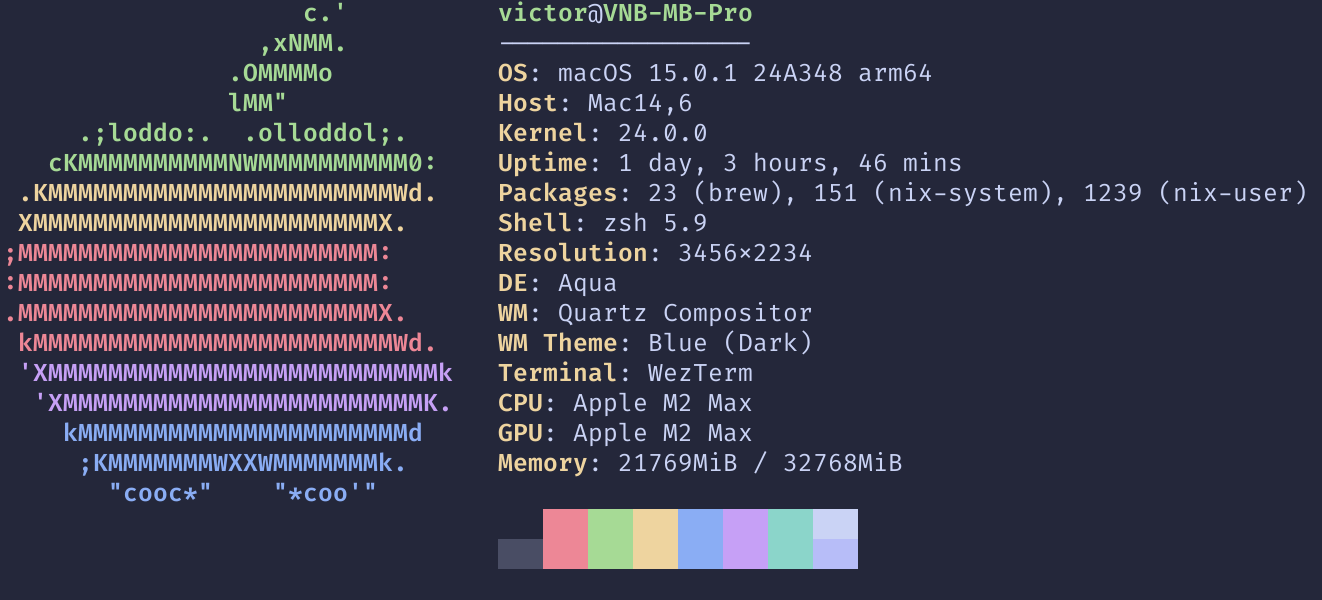 c.'          victor@VNB-MB-Pro
                 ,xNMM.          -----------------
               .OMMMMo           OS: macOS 15.0.1 24A348 arm64
               lMM"              Host: Mac14,6
     .;loddo:.  .olloddol;.      Kernel: 24.0.0
   cKMMMMMMMMMMNWMMMMMMMMMM0:    Uptime: 1 day, 3 hours, 46 mins
 .KMMMMMMMMMMMMMMMMMMMMMMMWd.    Packages: 23 (brew), 151 (nix-system), 1239 (nix-user)
 XMMMMMMMMMMMMMMMMMMMMMMMX.      Shell: zsh 5.9
;MMMMMMMMMMMMMMMMMMMMMMMM:       Resolution: 3456x2234
:MMMMMMMMMMMMMMMMMMMMMMMM:       DE: Aqua
.MMMMMMMMMMMMMMMMMMMMMMMMX.      WM: Quartz Compositor
 kMMMMMMMMMMMMMMMMMMMMMMMMWd.    WM Theme: Blue (Dark)
 'XMMMMMMMMMMMMMMMMMMMMMMMMMMk   Terminal: WezTerm
  'XMMMMMMMMMMMMMMMMMMMMMMMMK.   CPU: Apple M2 Max
    kMMMMMMMMMMMMMMMMMMMMMMd     GPU: Apple M2 Max
     ;KMMMMMMMWXXWMMMMMMMk.      Memory: 21769MiB / 32768MiB
       "cooc*"    "*coo'"